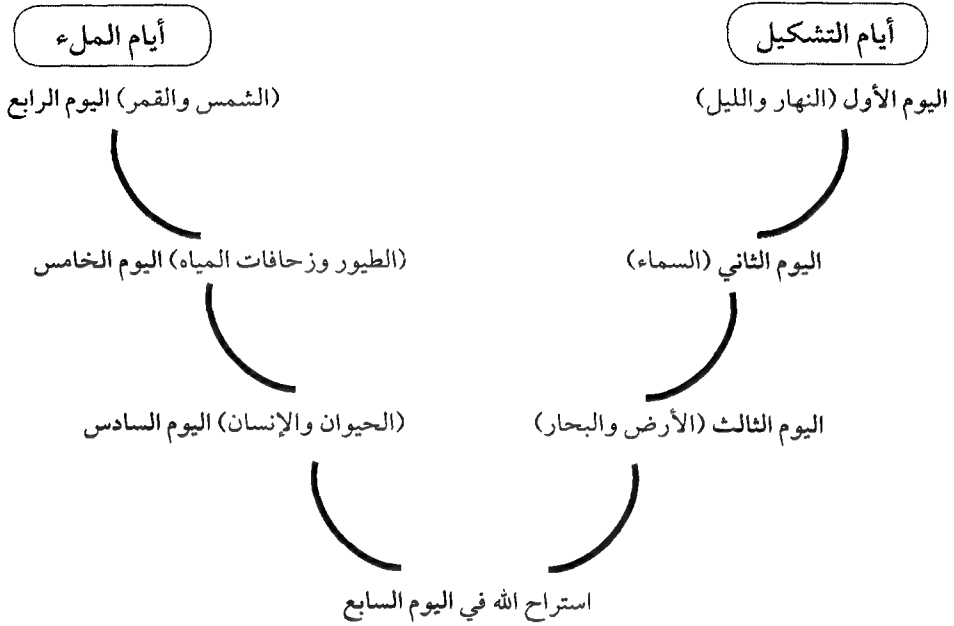 أيام التشكيل
أيام الملء
اليوم الأول (النهار والليل)
(الشمس والقمر) اليوم الرابع
اليوم الثاني (السماء)
(الطيور وزحافات المياه) اليوم الخامس
اليوم الثالث (الأرض والبحار)
(الحيوان والإنسان) اليوم السادس
استراح الله في اليوم السابع